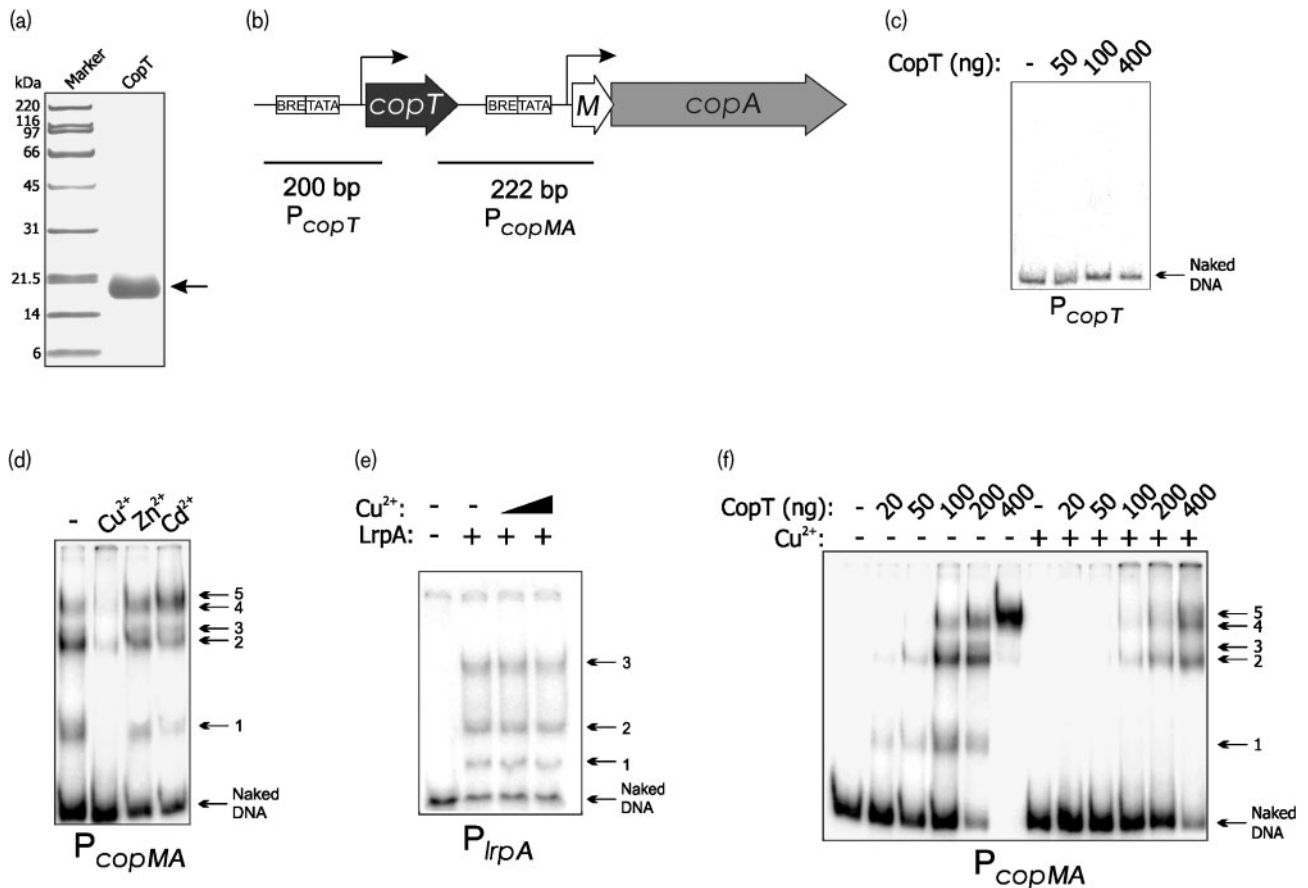 (a)
kDa Marker CopT
220
116
97
66
45
31
21.5
14
6
(b)
BRE TATA copT BRE TATA M copA
200 bp
PcopT
222 bp
PcopMA
(c)
CopT (ng): - 50 100 400
Naked DNA
PcopT
(d)
- Cu2+ Zn2+ Cd2+
5
4
3
2
1
Naked DNA
PcopMA
(e)
Cu2+: - -
LrpA: - + + +
3
2
1
Naked DNA
PlrpA
(f)
CopT (ng): - 20 50 100 200 400 - 20 50 100 200 400
Cu2+: - - - - - - + + + + + +
5
4
3
2
1
Naked DNA
PcopMA